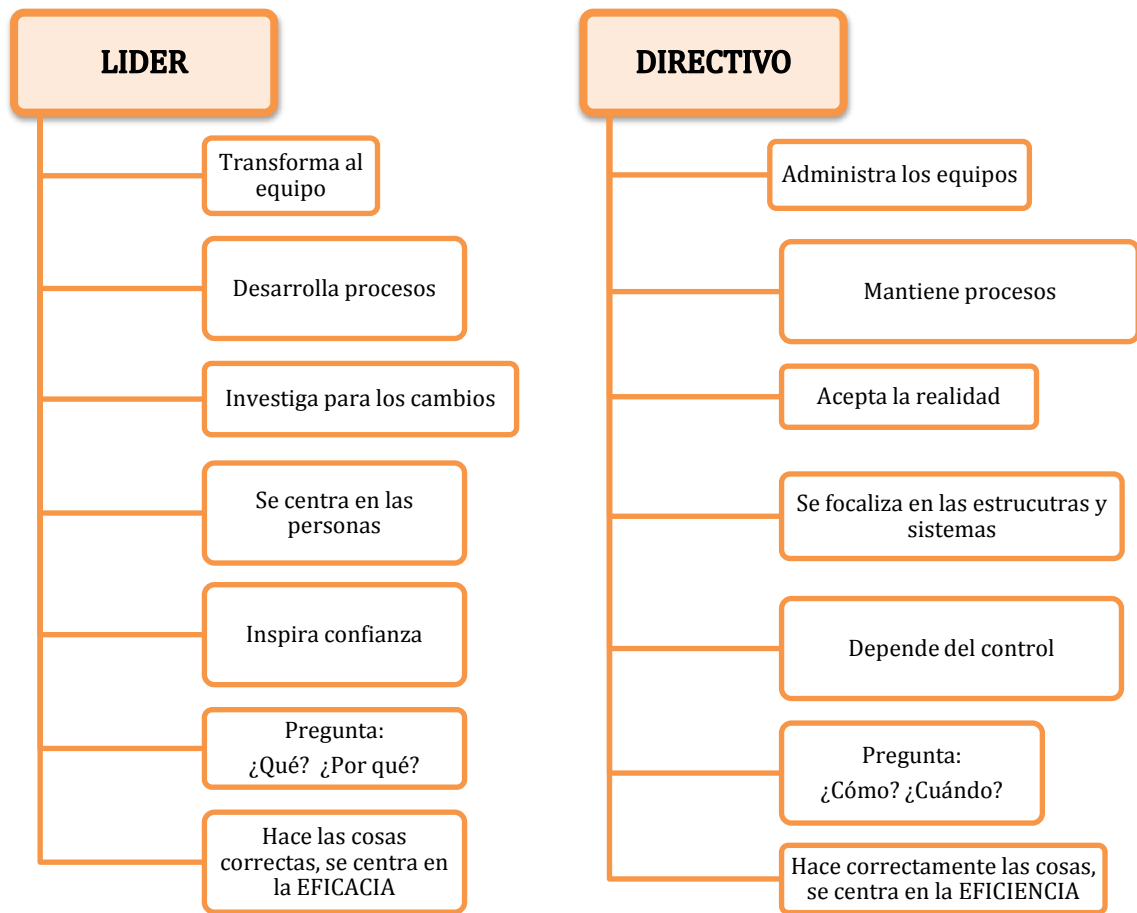 LIDER
Transforma al
equipo
Desarrolla procesos
Investiga para los cambios
Se centra en las
personas
Inspira confianza
Pregunta:
¿Qué? ¿Por qué?
Hace las cosas
correctas, se centra en
la EFICACIA
DIRECTIVO
Administra los equipos
Mantiene procesos
Acepta la realidad
Se focaliza en las estrucutras y
sistemas
Depende del control
Pregunta:
¿Cómo? ¿Cuándo?
Hace correctamente las cosas,
se centra en la EFICIENCIA